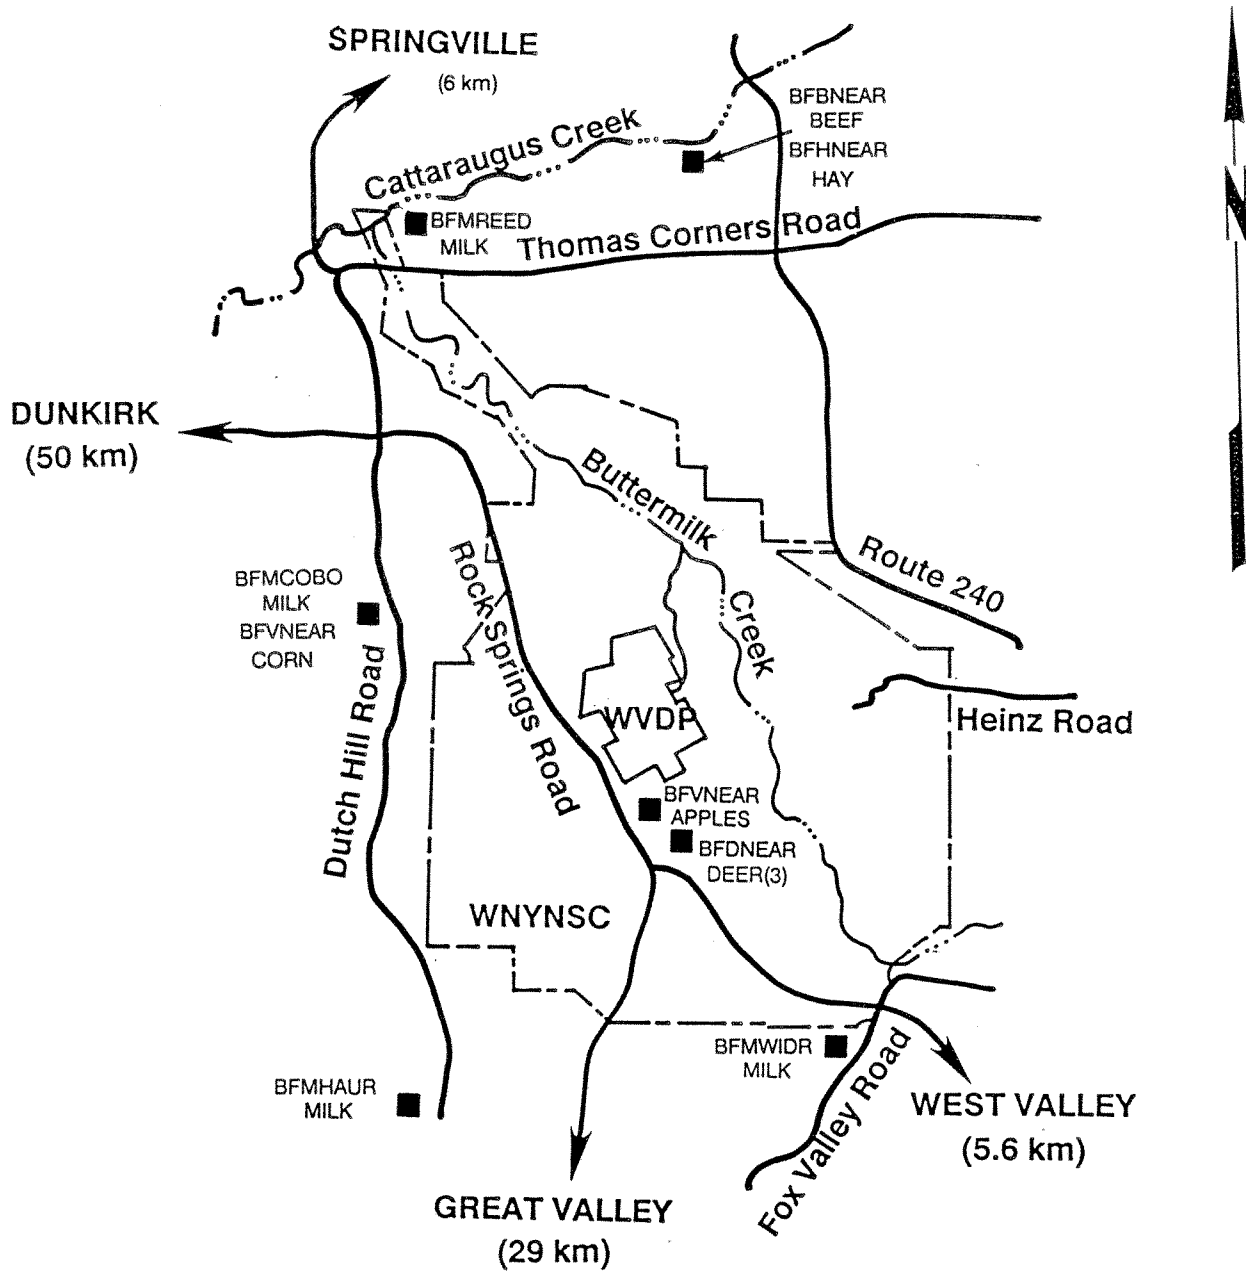 SPRINGVILLE
(6 km)
Cattaraugus Creek
BFBNEAR
BEEF
BFHNEAR
HAY
N
BFMREED
MILK
Thomas Corners Road
DUNKIRK
(50 km)
Buttermilk
Creek
Route 240
Rock Springs Road
BFMCOBO
MILK
BFVNEAR
CORN
Dutch Hill Road
WVDP
Heinz Road
BFVNEAR
APPLES
BFDNEAR
DEER(3)
WNYNSC
BFMWIDR
MILK
BFMHAUR
MILK
Fox Valley Road
WEST VALLEY
(5.6 km)
GREAT VALLEY
(29 km)